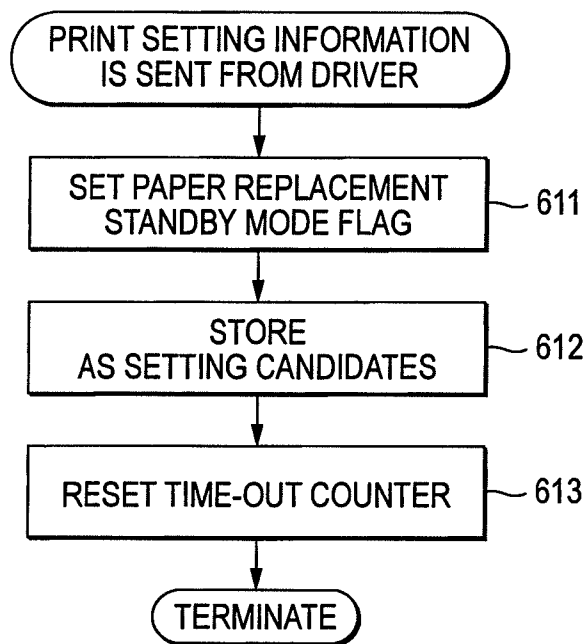 PRINT SETTING INFORMATION
IS SENT FROM DRIVER
SET PAPER REPLACEMENT
STANDBY MODE FLAG
611
STORE
AS SETTING CANDIDATES
612
RESET TIME-OUT COUNTER
613
TERMINATE